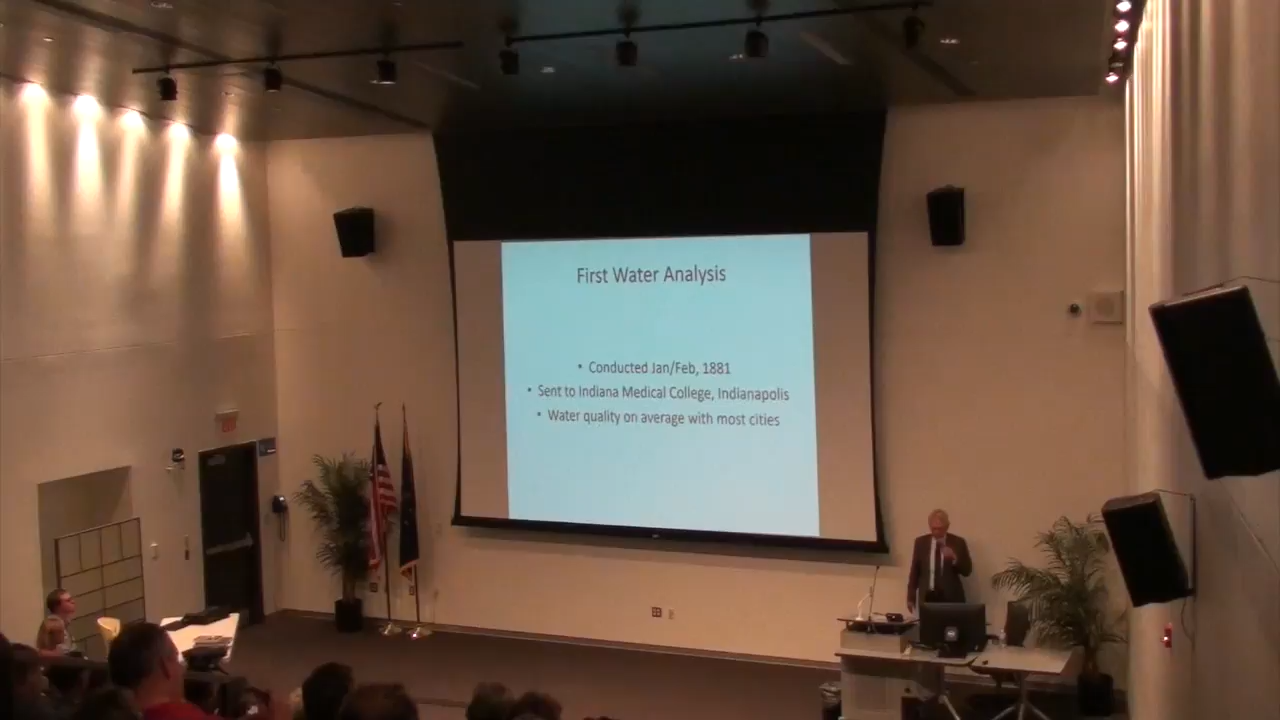 First Water Analysis
• Conducted Jan/Feb, 1881
• Sent to Indiana Medical College, Indianapolis
• Water quality on average with most cities